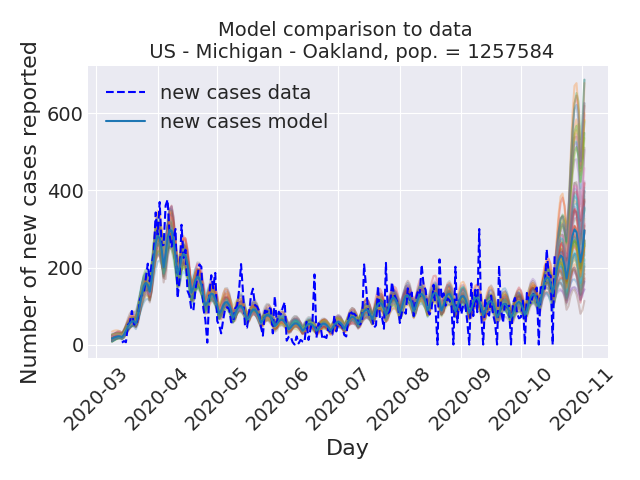 Model comparison to data
US - Michigan - Oakland, pop. = 1257584
Number of new cases reported
600
400
200
0
new cases data
new cases model
2020-03
2020-04
2020-05
2020-06
2020-07
2020-08
2020-09
2020-10
2020-11
Day